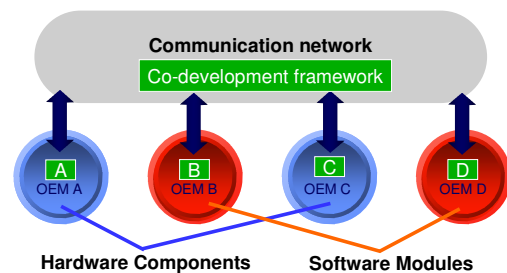 Communication network
Co-development framework
A
OEM A
B
OEM B
C
OEM C
D
OEM D
Hardware Components
Software Modules